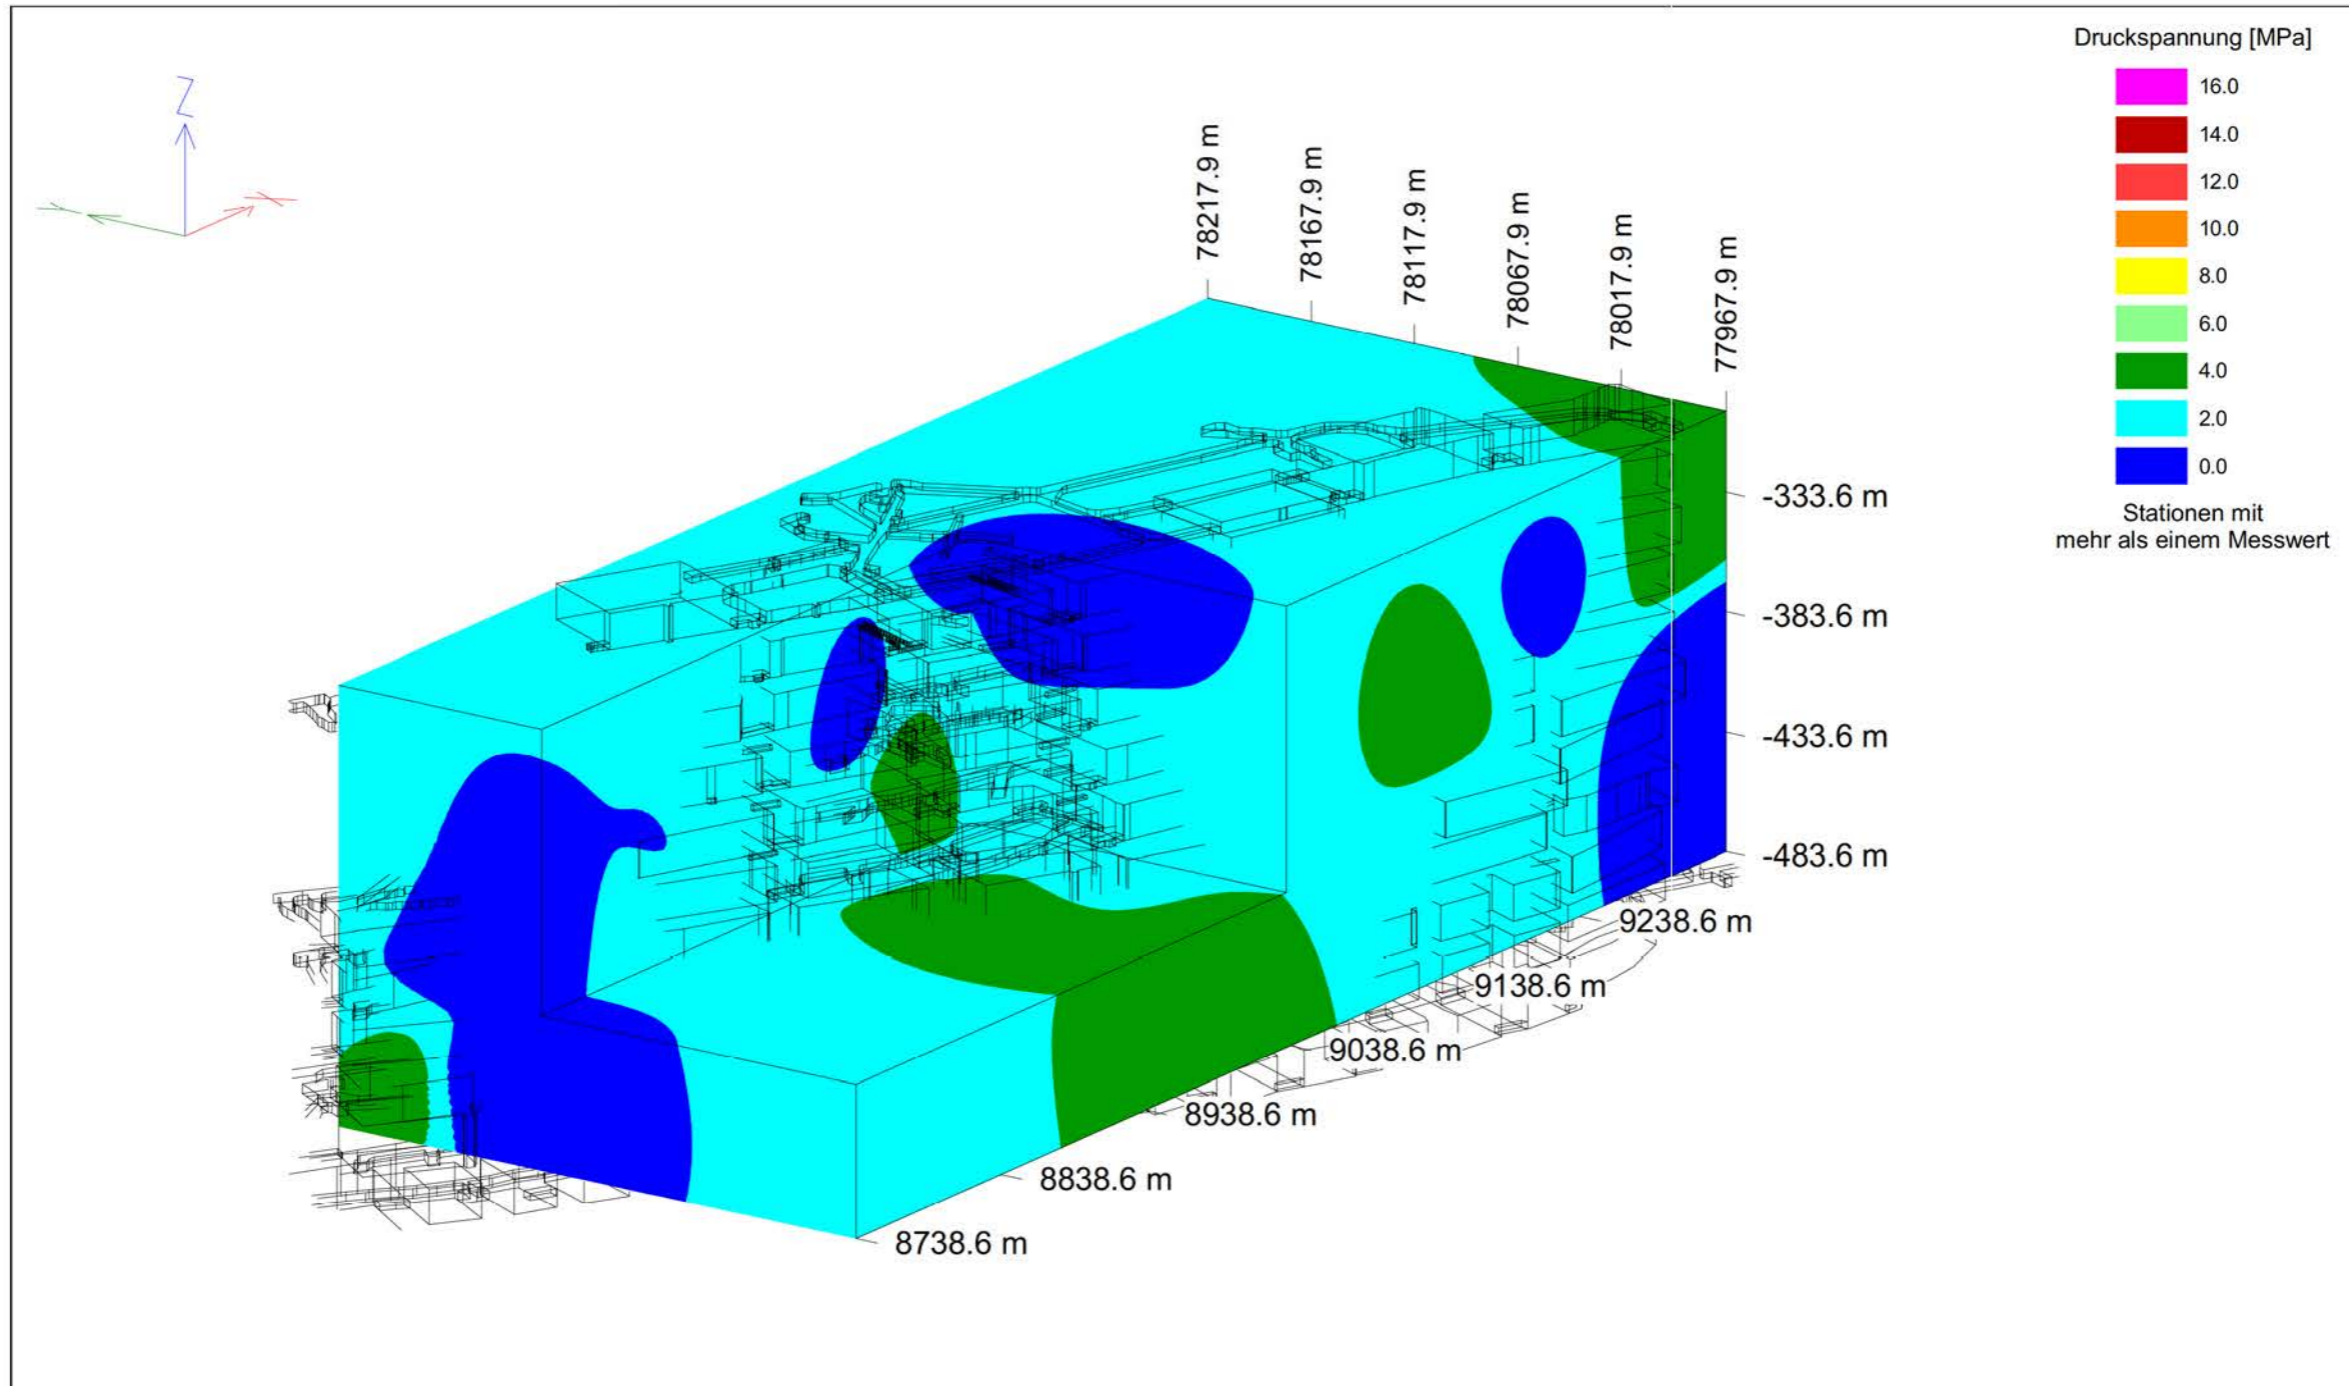 Druckspannung [MPa]
16.0
14.0
12.0
10.0
8.0
6.0
4.0
2.0
0.0
Stationen mit
mehr als einem Messwert
Z
Y
X
78217.9 m
78167.9 m
78117.9 m
78067.9 m
78017.9 m
77967.9 m
-333.6 m
-383.6 m
-433.6 m
-483.6 m
9238.6 m
9138.6 m
9038.6 m
8938.6 m
8838.6 m
8738.6 m